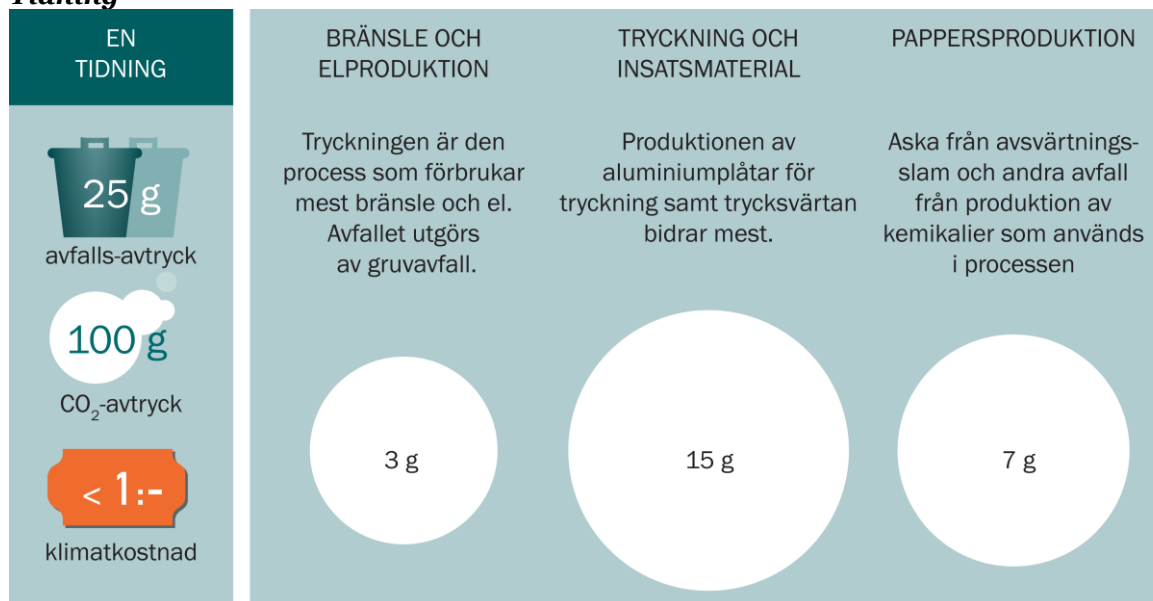 Tidning
EN
TIDNING
25 g
avfalls-avtryck
100 g
CO₂-avtryck
< 1:-
klimatkostnad
BRÄNSLE OCH
ELPRODUKTION
Tryckningen är den
process som förbrukar
mest bränsle och el.
Avfallet utgörs
av gruvavfall.
3 g
TRYCKNING OCH
INSATSMATERIAL
Produktionen av
aluminiumplåtar för
tryckning samt trycksvärtan
bidrar mest.
15 g
PAPPERSPRODUKTION
Aska från avsvärtnings-
slam och andra avfall
från produktion av
kemikalier som används
i processen
7 g